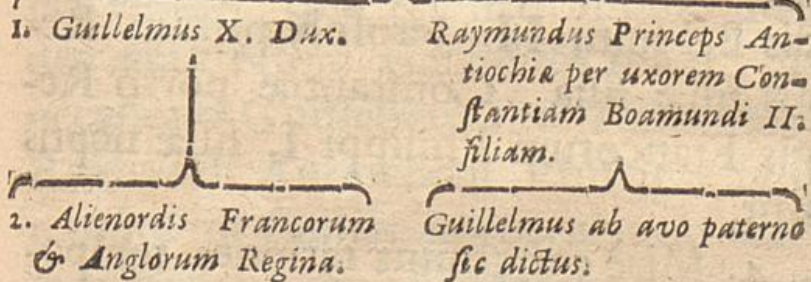 1. Guillelmus X. Dux.
Raymundus Princeps An-
tiochiæ per uxorem Con-
ſtantiam Boamundi II.
filiam.
2. Alienordis Francorum
& Anglorum Regina.
Guillelmus ab avo paterno
ſic dictus.